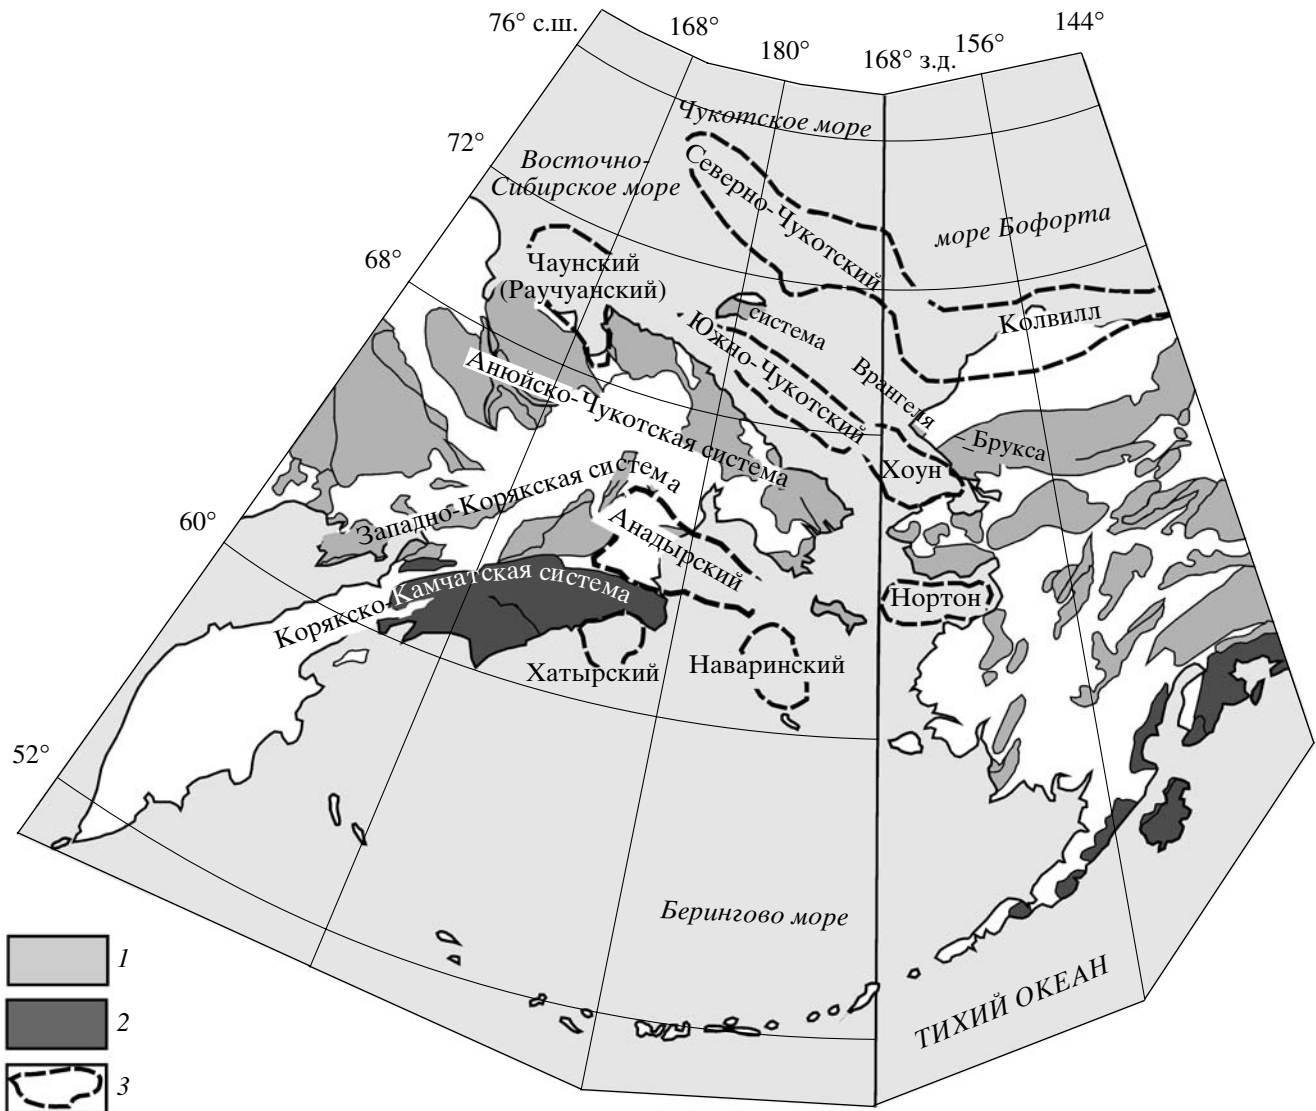 76° с.ш.
168°
180°
168° з.д.
156°
144°
Чукотское море
72°
Восточно-
Сибирское море
Северно-Чукотский
море Бофорта
68°
Чаунский
(Раучуанский)
система
Врангеля
– Брукса
Колвилл
Южно-Чукотский
Анюйско-Чукотская система
Хоун
Западно-Корякская система
60°
Анадырский
Корякско-Камчатская система
Нортон
Хатырский
Наваринский
52°
Берингово море
ТИХИЙ ОКЕАН
1
2
3